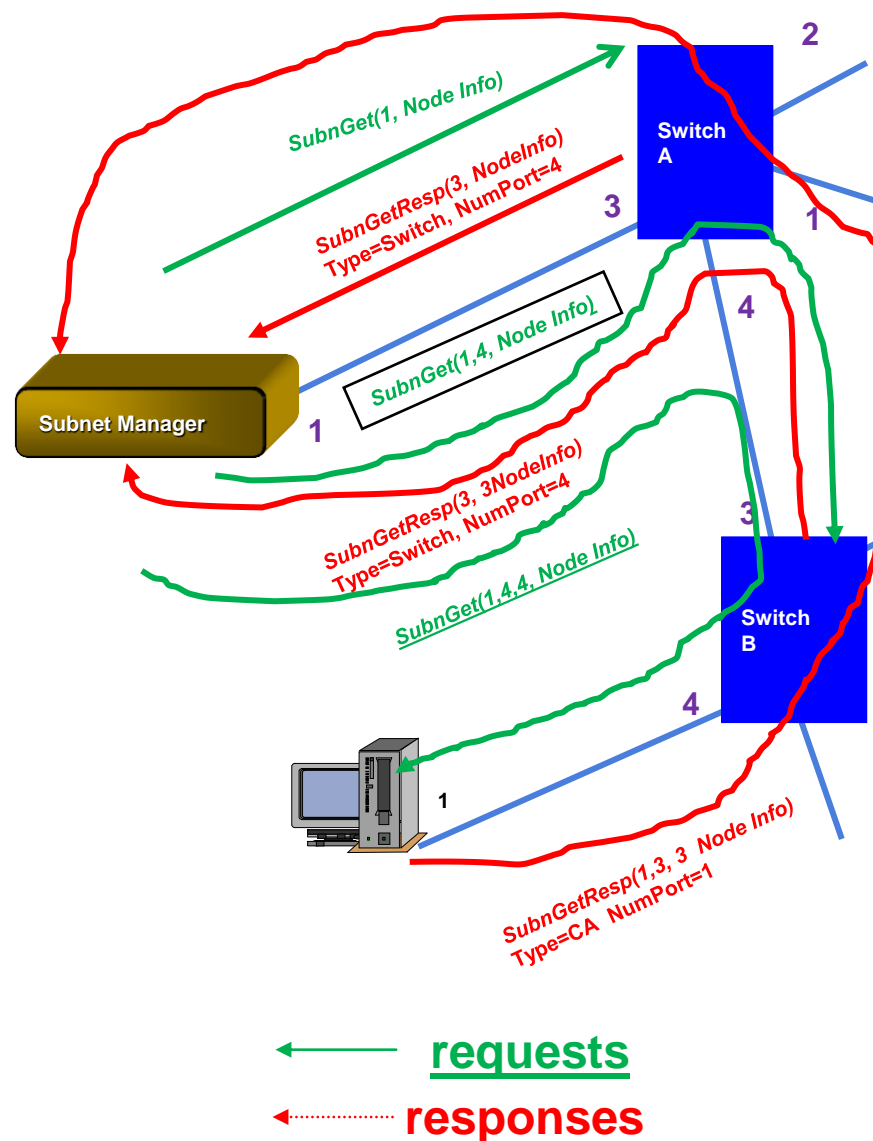 2
SubnGet(1, Node Info)
Switch
A
SubnGetResp(3, NodeInfo)
Type=Switch, NumPort=4
3
1
4
SubnGet(1,4, Node Info)
Subnet Manager
1
SubnGetResp(3, 3NodeInfo)
Type=Switch, NumPort=4
3
SubnGet(1,4,4, Node Info)
Switch
B
4
1
SubnGetResp(1,3, 3 Node Info)
Type=CA NumPort=1
requests
responses